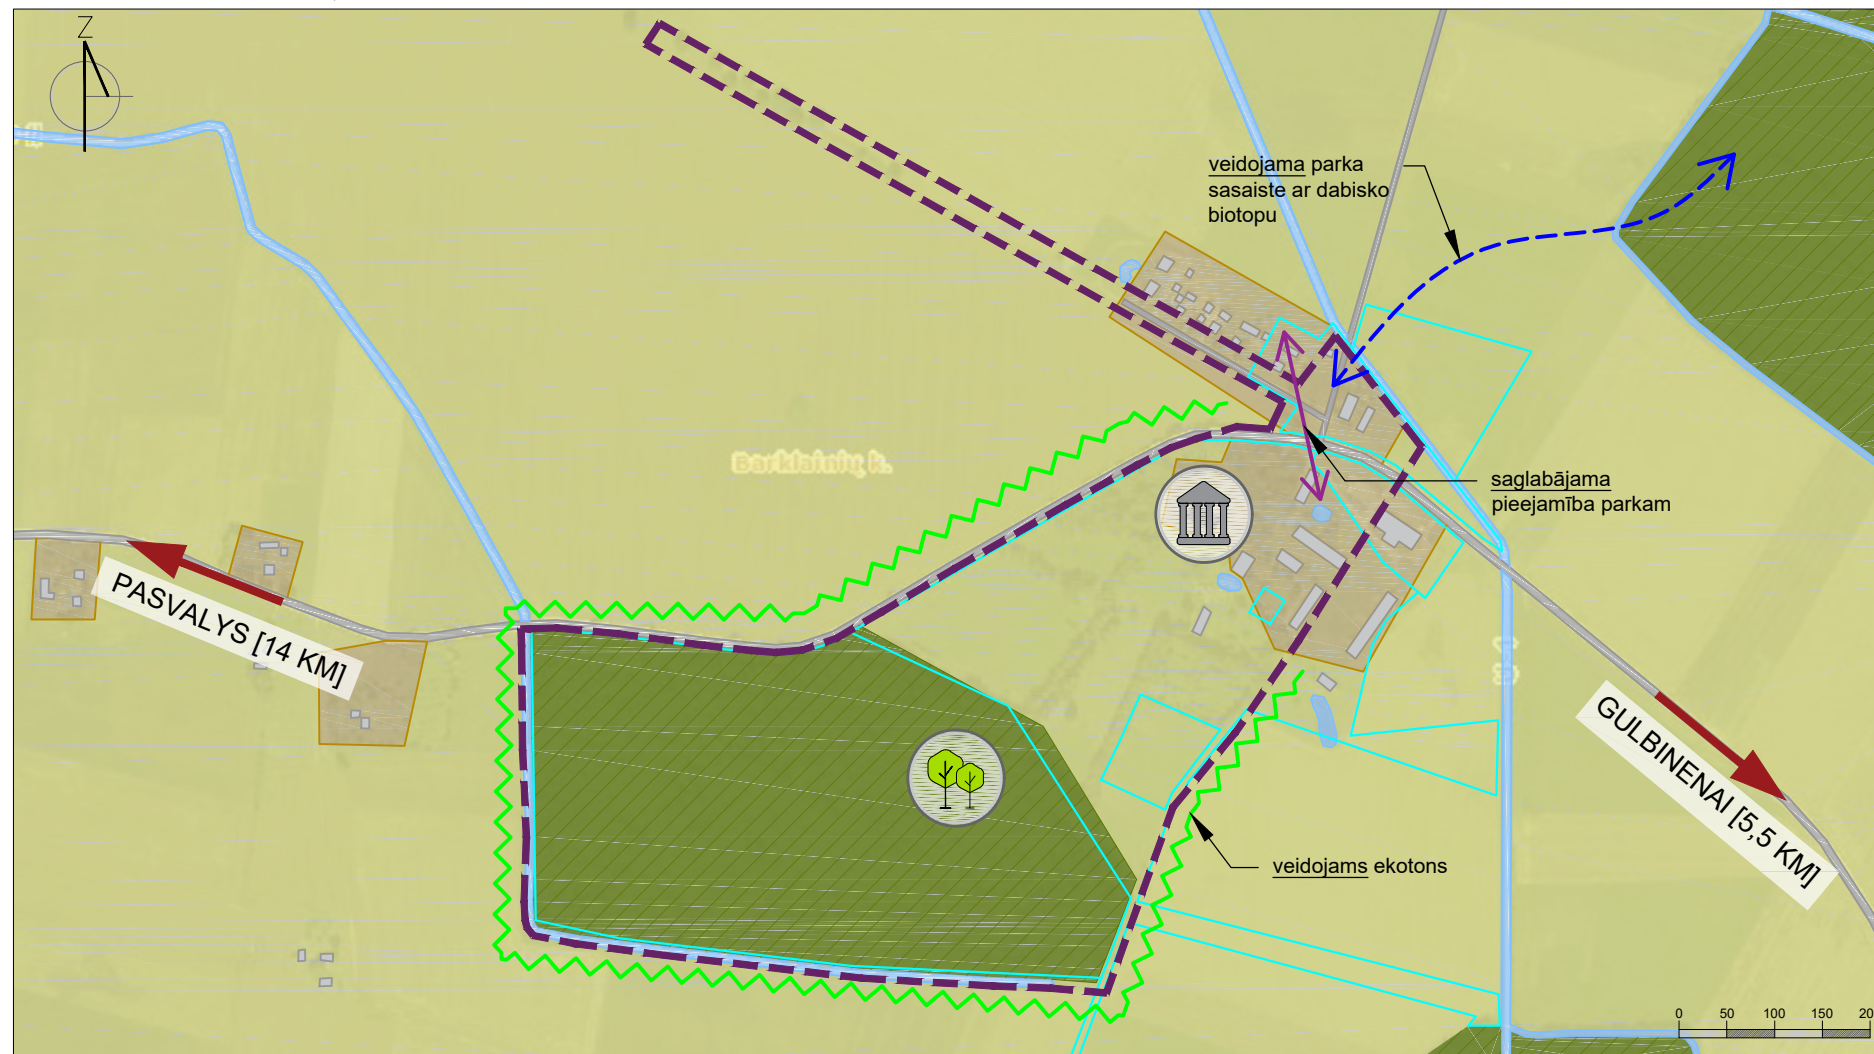 Z
veidojama parka
sasaiste ar dabisko
biotopu
Barklainių k.
saglabājama
pieejamība parkam
PASVALYS [14 KM]
GULBINENAI [5,5 KM]
veidojams ekotons
0 50 100 150 20